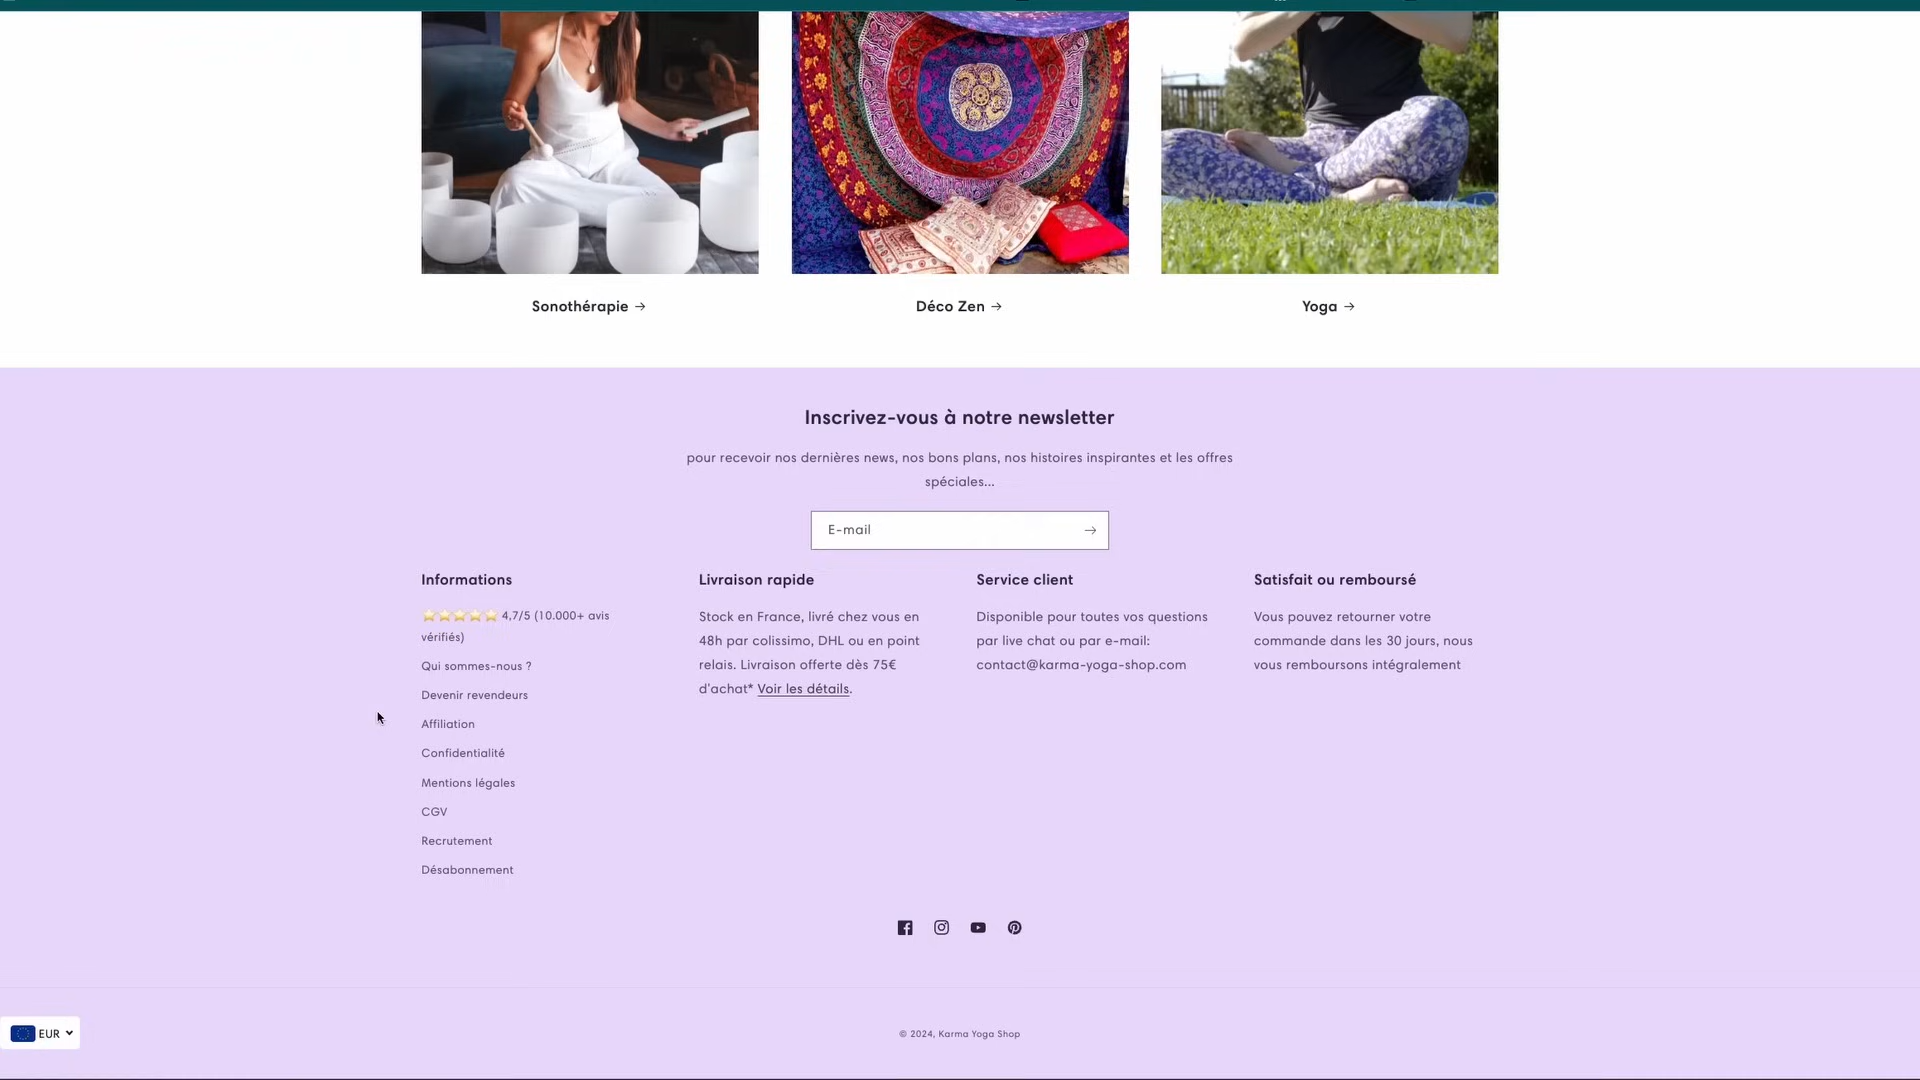 Sonothérapie →
Déco Zen →
Yoga →
Inscrivez-vous à notre newsletter
pour recevoir nos dernières news, nos bons plans, nos histoires inspirantes et les offres
spéciales...
E-mail
Informations
⭐⭐⭐⭐⭐ 4,7/5 (10.000+ avis
vérifiés)
Qui sommes-nous ?
Devenir revendeurs
Affiliation
Confidentialité
Mentions légales
CGV
Recrutement
Désabonnement
Livraison rapide
Stock en France, livré chez vous en
48h par colissimo, DHL ou en point
relais. Livraison offerte dès 75€
d'achat* Voir les détails.
Service client
Disponible pour toutes vos questions
par live chat ou par e-mail:
contact@karma-yoga-shop.com
Satisfait ou remboursé
Vous pouvez retourner votre
commande dans les 30 jours, nous
vous remboursons intégralement
EUR
© 2024, Karma Yoga Shop